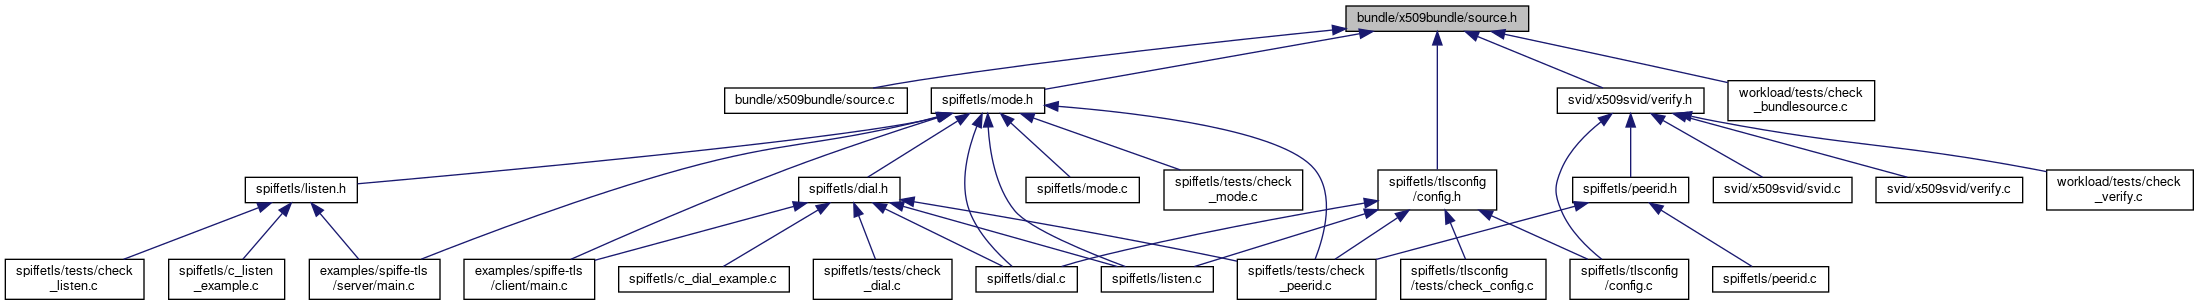 bundle/x509bundle/source.h
bundle/x509bundle/source.c
spiffetls/mode.h
svid/x509svid/verify.h
workload/tests/check
_bundlesource.c
spiffetls/listen.h
spiffetls/dial.h
spiffetls/mode.c
spiffetls/tests/check
_mode.c
spiffetls/tlsconfig
/config.h
spiffetls/peerid.h
svid/x509svid/svid.c
svid/x509svid/verify.c
workload/tests/check
_verify.c
spiffetls/tests/check
_listen.c
spiffetls/c_listen
_example.c
examples/spiffe-tls
/server/main.c
examples/spiffe-tls
/client/main.c
spiffetls/c_dial_example.c
spiffetls/tests/check
_dial.c
spiffetls/dial.c
spiffetls/listen.c
spiffetls/tests/check
_peerid.c
spiffetls/tlsconfig
/tests/check_config.c
spiffetls/tlsconfig
/config.c
spiffetls/peerid.c